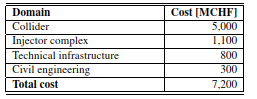 Domain Cost [MCHF]
Collider 5,000
Injector complex 1,100
Technical infrastructure 800
Civil engineering 300
Total cost 7,200